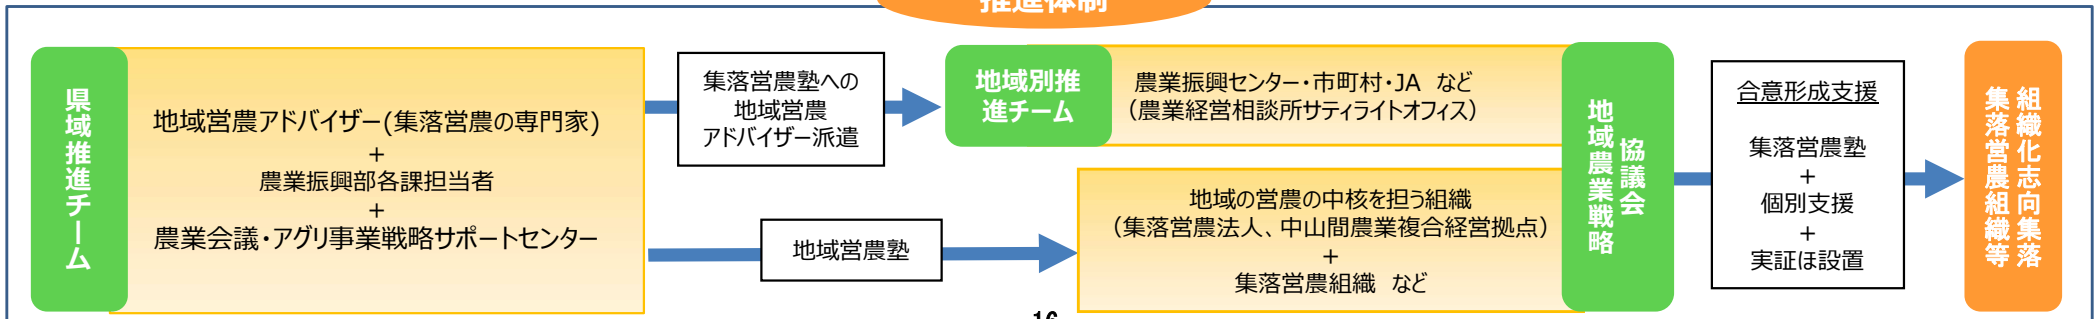 推進体制
県域推進チーム
地域営農アドバイザー(集落営農の専門家)
+
農業振興部各課担当者
+
農業会議・アグリ事業戦略サポートセンター
集落営農塾への
地域営農
アドバイザー派遣
地域営農塾
地域別推
進チーム
農業振興センター・市町村・JA など
(農業経営相談所サティライトオフィス)
地域の営農の中核を担う組織
(集落営農法人、中山間農業複合経営拠点)
+
集落営農組織 など
地域農業戦略
協議会
合意形成支援
集落営農塾
+
個別支援
+
実証ほ設置
組織化志向集落
集落営農組織等
16